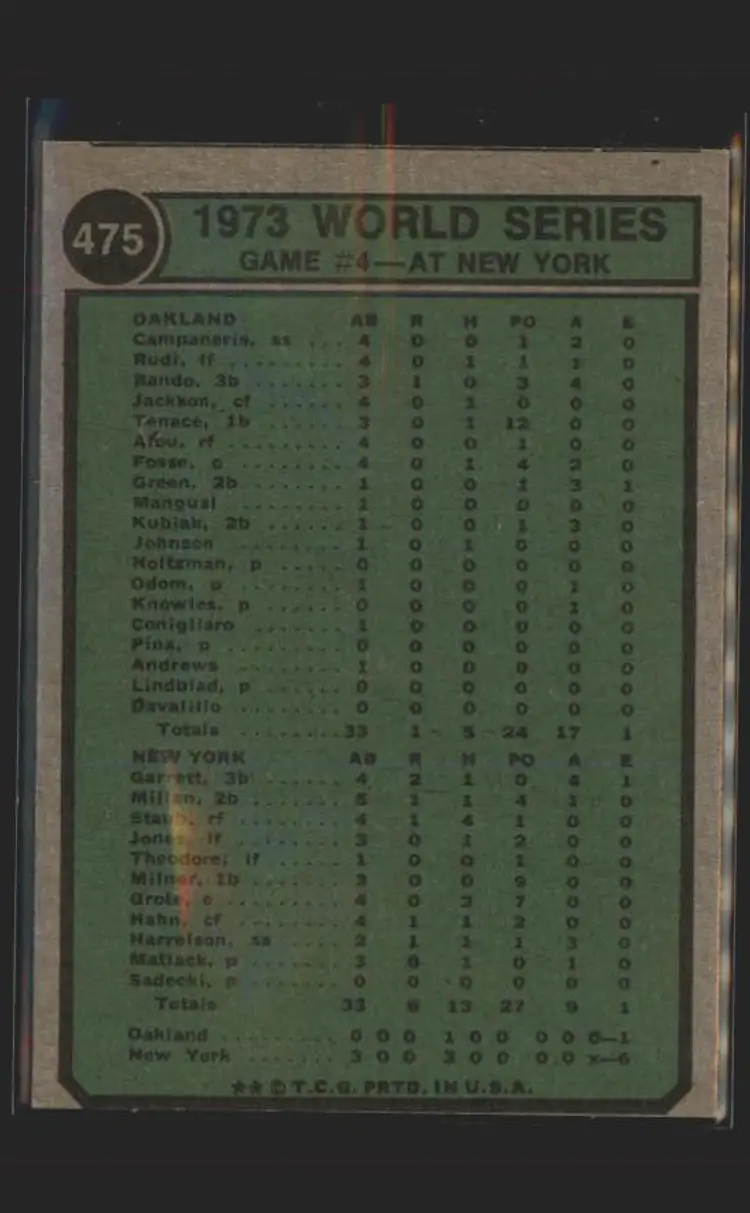 475
1973 WORLD SERIES
GAME #4—AT NEW YORK
OAKLAND AB R H PO A E
Campaneris, ss ... 4 0 0 1 2 0
Rudi, lf ......... 4 0 1 1 1 0
Bando, 3b ....... 3 1 0 3 4 0
Jackson, cf ...... 4 0 1 0 0 0
Tenace, 1b ...... 3 0 1 12 0 0
Alou, rf ......... 4 0 0 1 0 0
Fosse, c ......... 4 0 1 4 2 0
Green, 2b ....... 1 0 0 1 3 1
Mangual ......... 1 0 0 0 0 0
Kubiak, 2b ...... 1 0 0 1 3 0
Johnson ........ 1 0 1 0 0 0
Holtzman, p ..... 0 0 0 0 0 0
Odom, p ........ 1 0 0 0 1 0
Knowles, p ...... 0 0 0 0 1 0
Conigliaro ....... 1 0 0 0 0 0
Pina, p ......... 0 0 0 0 0 0
Andrews ........ 1 0 0 0 0 0
Lindblad, p ...... 0 0 0 0 0 0
Davalillo ........ 0 0 0 0 0 0
Totals ........ 33 1 5 24 17 1
NEW YORK AB R H PO A E
Garrett, 3b ...... 4 2 1 0 4 1
Millan, 2b ....... 5 1 1 4 1 0
Staub, rf ........ 4 1 4 1 0 0
Jones, lf ........ 3 0 1 2 0 0
Theodore, lf ..... 1 0 0 1 0 0
Milner, 1b ....... 3 0 0 9 0 0
Grote, c ........ 4 0 3 7 0 0
Hahn, cf ........ 4 1 1 2 0 0
Harrelson, ss .... 2 1 1 1 3 0
Matlack, p ...... 3 0 1 0 1 0
Sadecki, p ...... 0 0 0 0 0 0
Totals 33 6 13 27 9 1
Oakland ......... 0 0 0 1 0 0 0 0 0—1
New York ....... 3 0 0 3 0 0 0 0 x—6
** © T.C.G. PRTD. IN U.S.A.